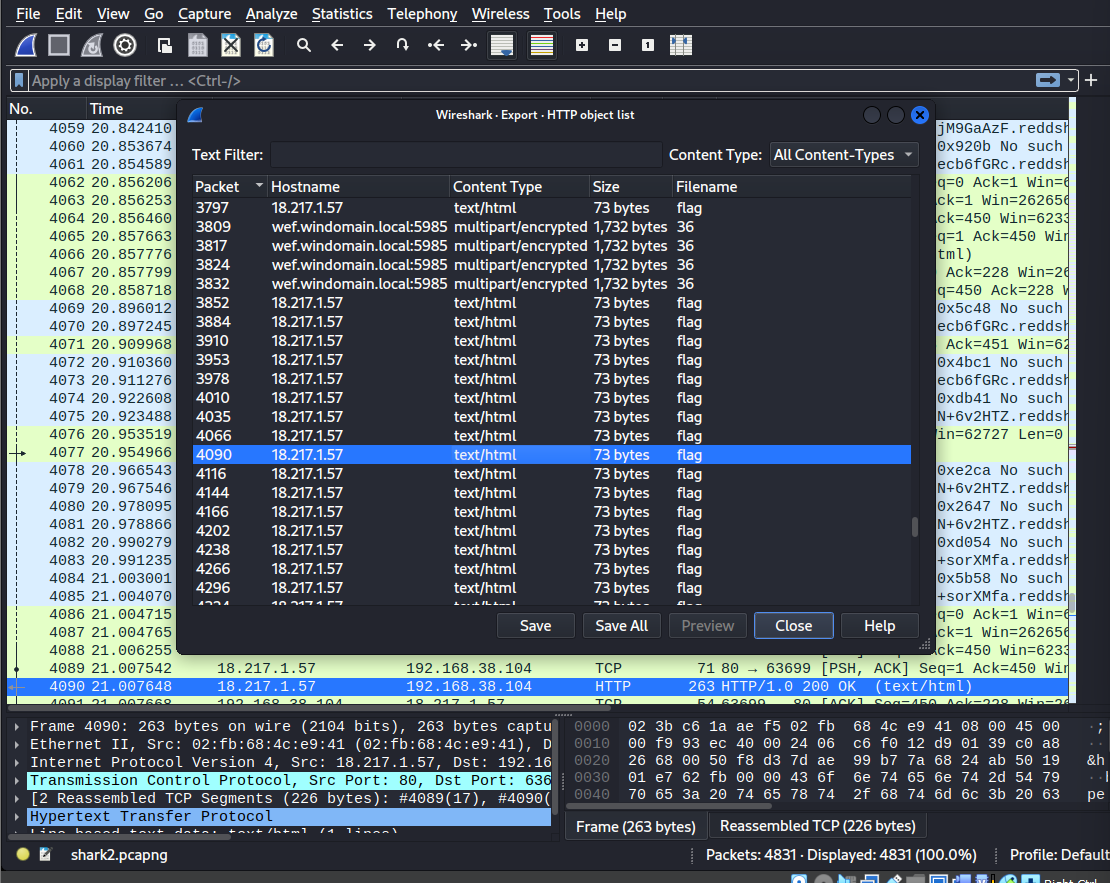 File Edit View Go Capture Analyze Statistics Telephony Wireless Tools Help
Apply a display filter ... <Ctrl-/>
No. Time
Wireshark · Export · HTTP object list
Text Filter: Content Type: All Content-Types
Packet Hostname Content Type Size Filename
3797 18.217.1.57 text/html 73 bytes flag
3809 wef.windomain.local:5985 multipart/encrypted 1,732 bytes 36
3817 wef.windomain.local:5985 multipart/encrypted 1,732 bytes 36
3824 wef.windomain.local:5985 multipart/encrypted 1,732 bytes 36
3832 wef.windomain.local:5985 multipart/encrypted 1,732 bytes 36
3852 18.217.1.57 text/html 73 bytes flag
3884 18.217.1.57 text/html 73 bytes flag
3910 18.217.1.57 text/html 73 bytes flag
3953 18.217.1.57 text/html 73 bytes flag
3978 18.217.1.57 text/html 73 bytes flag
4010 18.217.1.57 text/html 73 bytes flag
4035 18.217.1.57 text/html 73 bytes flag
4066 18.217.1.57 text/html 73 bytes flag
4090 18.217.1.57 text/html 73 bytes flag
4116 18.217.1.57 text/html 73 bytes flag
4144 18.217.1.57 text/html 73 bytes flag
4166 18.217.1.57 text/html 73 bytes flag
4202 18.217.1.57 text/html 73 bytes flag
4238 18.217.1.57 text/html 73 bytes flag
4266 18.217.1.57 text/html 73 bytes flag
4296 18.217.1.57 text/html 73 bytes flag
Save Save All Preview Close Help
4059 20.842410 jM9GaAzF.reddsh
4060 20.853674 0x920b No such
4061 20.854589 ecb6fGRc.reddsh
4062 20.856206 q=0 Ack=1 Win=6
4063 20.856253 ck=1 Win=262656
4064 20.856460 ck=450 Win=6233
4065 20.857663 q=1 Ack=450 Win
4066 20.857776 tml)
4067 20.857799 Ack=228 Win=26
4068 20.858718 q=450 Ack=228 W
4069 20.896012 0x5c48 No such
4070 20.897245 ecb6fGRc.reddsh
4071 20.909968 Ack=451 Win=62
4072 20.910360 0x4bc1 No such
4073 20.911276 ecb6fGRc.reddsh
4074 20.922608 0xdb41 No such
4075 20.923488 N+6v2HTZ.reddsh
4076 20.953519 Win=62727 Len=0
4077 20.954966
4078 20.966543 0xe2ca No such
4079 20.967546 N+6v2HTZ.reddsh
4080 20.978095 0x2647 No such
4081 20.978866 N+6v2HTZ.reddsh
4082 20.990279 0xd054 No such
4083 20.991235 +sorXMfa.reddsh
4084 21.003001 0x5b58 No such
4085 21.004070 +sorXMfa.reddsh
4086 21.004715 q=0 Ack=1 Win=6
4087 21.004765 ck=1 Win=262656
4088 21.006255 ck=450 Win=6233
4089 21.007542 18.217.1.57 192.168.38.104 TCP 71 80 → 63699 [PSH, ACK] Seq=1 Ack=450 Win
4090 21.007648 18.217.1.57 192.168.38.104 HTTP 263 HTTP/1.0 200 OK (text/html)
Frame 4090: 263 bytes on wire (2104 bits), 263 bytes captu
Ethernet II, Src: 02:fb:68:4c:e9:41 (02:fb:68:4c:e9:41), D
Internet Protocol Version 4, Src: 18.217.1.57, Dst: 192.16
Transmission Control Protocol, Src Port: 80, Dst Port: 636
[2 Reassembled TCP Segments (226 bytes): #4089(17), #4090(
Hypertext Transfer Protocol
Line-based text data: text/html (1 lines)
0000 02 3b c6 1a ae f5 02 fb 68 4c e9 41 08 00 45 00 ·;
0010 00 f9 93 ec 40 00 24 06 c6 f0 12 d9 01 39 c0 a8 ··
0020 26 68 00 50 f8 d3 7d ae 99 b7 7a 68 24 ab 50 19 &h
0030 01 e7 62 fb 00 00 43 6f 6e 74 65 6e 74 2d 54 79 ··
0040 70 65 3a 20 74 65 78 74 2f 68 74 6d 6c 3b 20 63 pe
Frame (263 bytes) Reassembled TCP (226 bytes)
shark2.pcapng Packets: 4831 · Displayed: 4831 (100.0%) Profile: Default
Right Ctrl